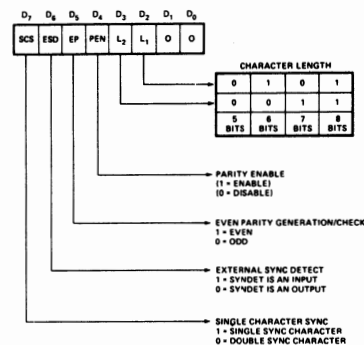 D7 D6 D5 D4 D3 D2 D1 D0
SCS ESD EP PEN L2 L1 0 0
CHARACTER LENGTH
0 1 0 1
0 0 1 1
5 BITS 6 BITS 7 BITS 8 BITS
PARITY ENABLE
(1 = ENABLE)
(0 = DISABLE)
EVEN PARITY GENERATION/CHECK
1 = EVEN
0 = ODD
EXTERNAL SYNC DETECT
1 = SYNDET IS AN INPUT
0 = SYNDET IS AN OUTPUT
SINGLE CHARACTER SYNC
1 = SINGLE SYNC CHARACTER
0 = DOUBLE SYNC CHARACTER